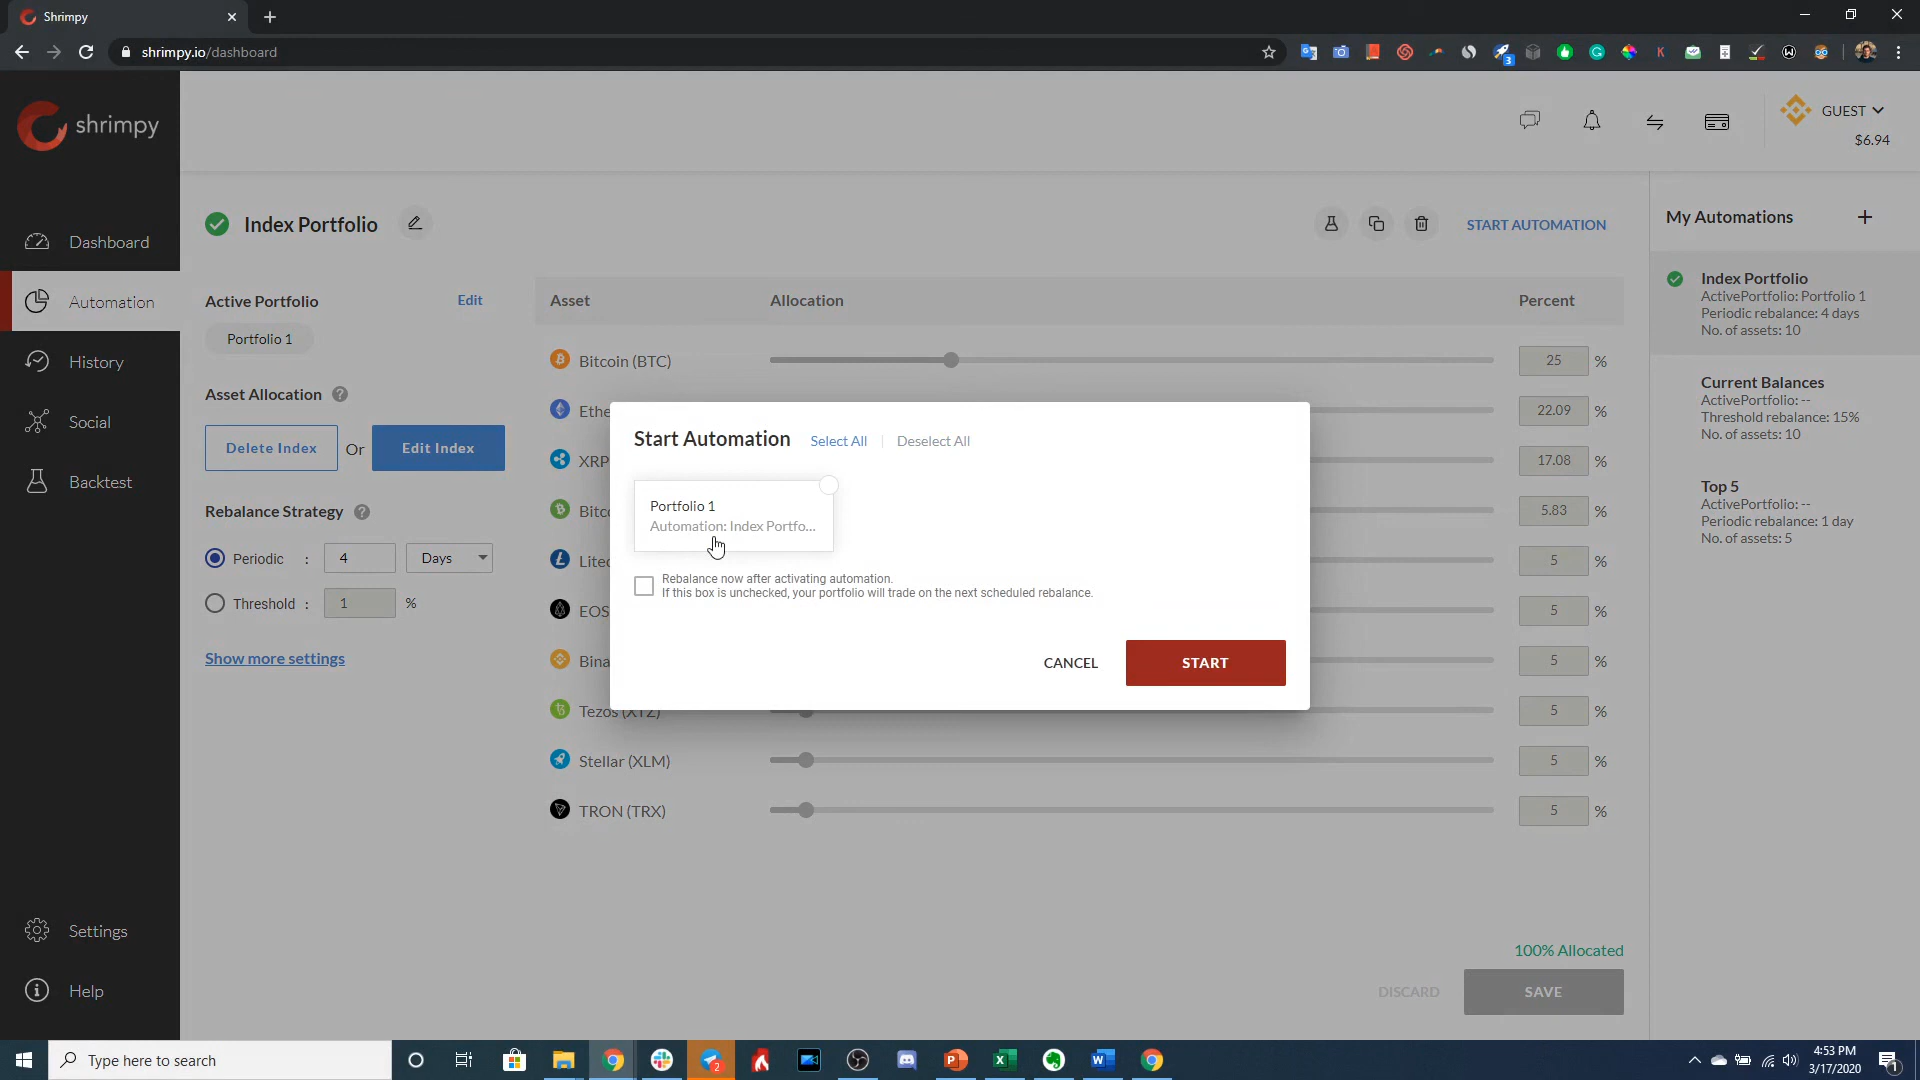 Shrimpy
shrimpy.io/dashboard
3
shrimpy
GUEST
$6.94
Dashboard
Automation
History
Social
Backtest
Settings
Help
Index Portfolio
START AUTOMATION
Active Portfolio
Edit
Portfolio 1
Asset Allocation ?
Delete Index Or Edit Index
Rebalance Strategy ?
Periodic : 4 Days
Threshold : 1 %
Show more settings
Asset Allocation Percent
Bitcoin (BTC) 25 %
Ethe 22.09 %
XRP 17.08 %
Bitc 5.83 %
Lite 5 %
EOS 5 %
Bina 5 %
Tezos (XTZ) 5 %
Stellar (XLM) 5 %
TRON (TRX) 5 %
Start Automation Select All Deselect All
Portfolio 1
Automation: Index Portfo...
Rebalance now after activating automation.
If this box is unchecked, your portfolio will trade on the next scheduled rebalance.
CANCEL START
100% Allocated
DISCARD SAVE
My Automations
Index Portfolio
ActivePortfolio: Portfolio 1
Periodic rebalance: 4 days
No. of assets: 10
Current Balances
ActivePortfolio: --
Threshold rebalance: 15%
No. of assets: 10
Top 5
ActivePortfolio: --
Periodic rebalance: 1 day
No. of assets: 5
Type here to search
2
4:53 PM
3/17/2020
1